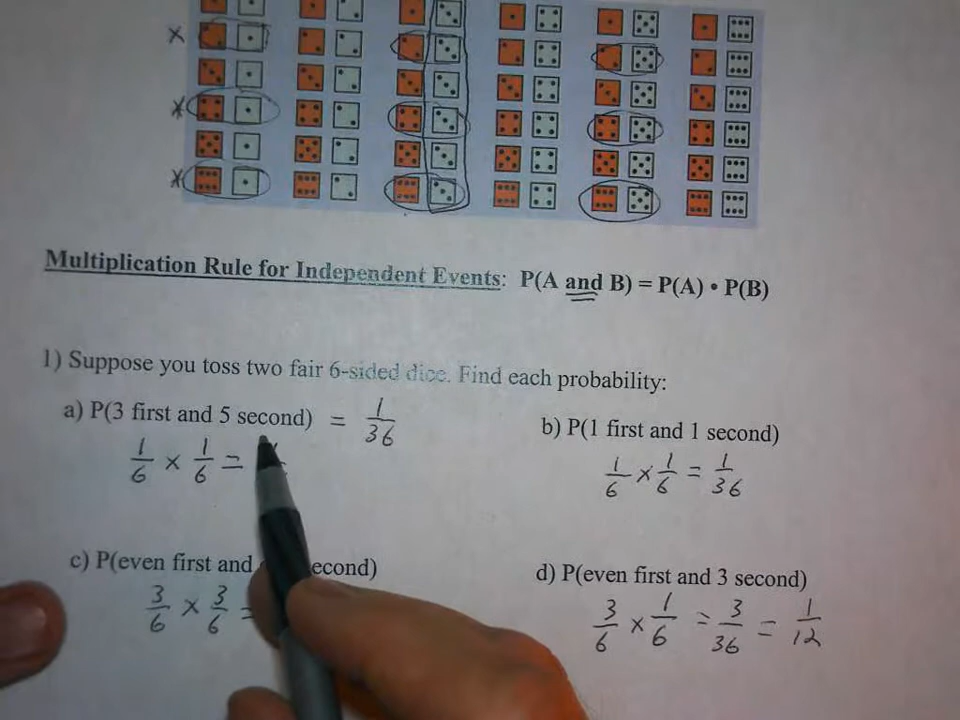 Multiplication Rule for Independent Events: P(A and B) = P(A) • P(B)
1) Suppose you toss two fair 6-sided dice. Find each probability:
a) P(3 first and 5 second) = 1/36
1/6 × 1/6 =
b) P(1 first and 1 second)
1/6 × 1/6 = 1/36
c) P(even first and second)
3/6 × 3/6 =
d) P(even first and 3 second)
3/6 × 1/6 = 3/36 = 1/12